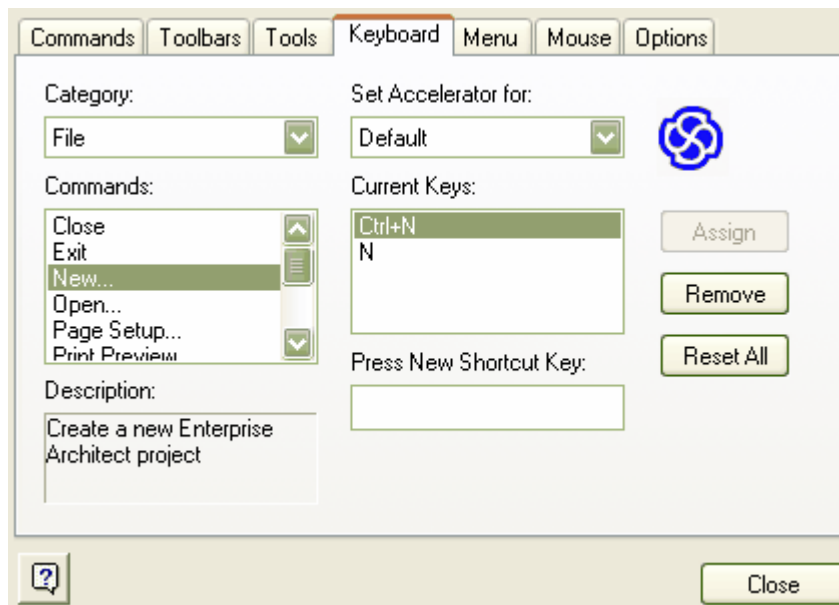 Commands Toolbars Tools Keyboard Menu Mouse Options
Category:
File
Commands:
Close
Exit
New...
Open...
Page Setup...
Print Preview
Description:
Create a new Enterprise
Architect project
Set Accelerator for:
Default
Current Keys:
Ctrl+N
N
Press New Shortcut Key:
Assign
Remove
Reset All
?
Close